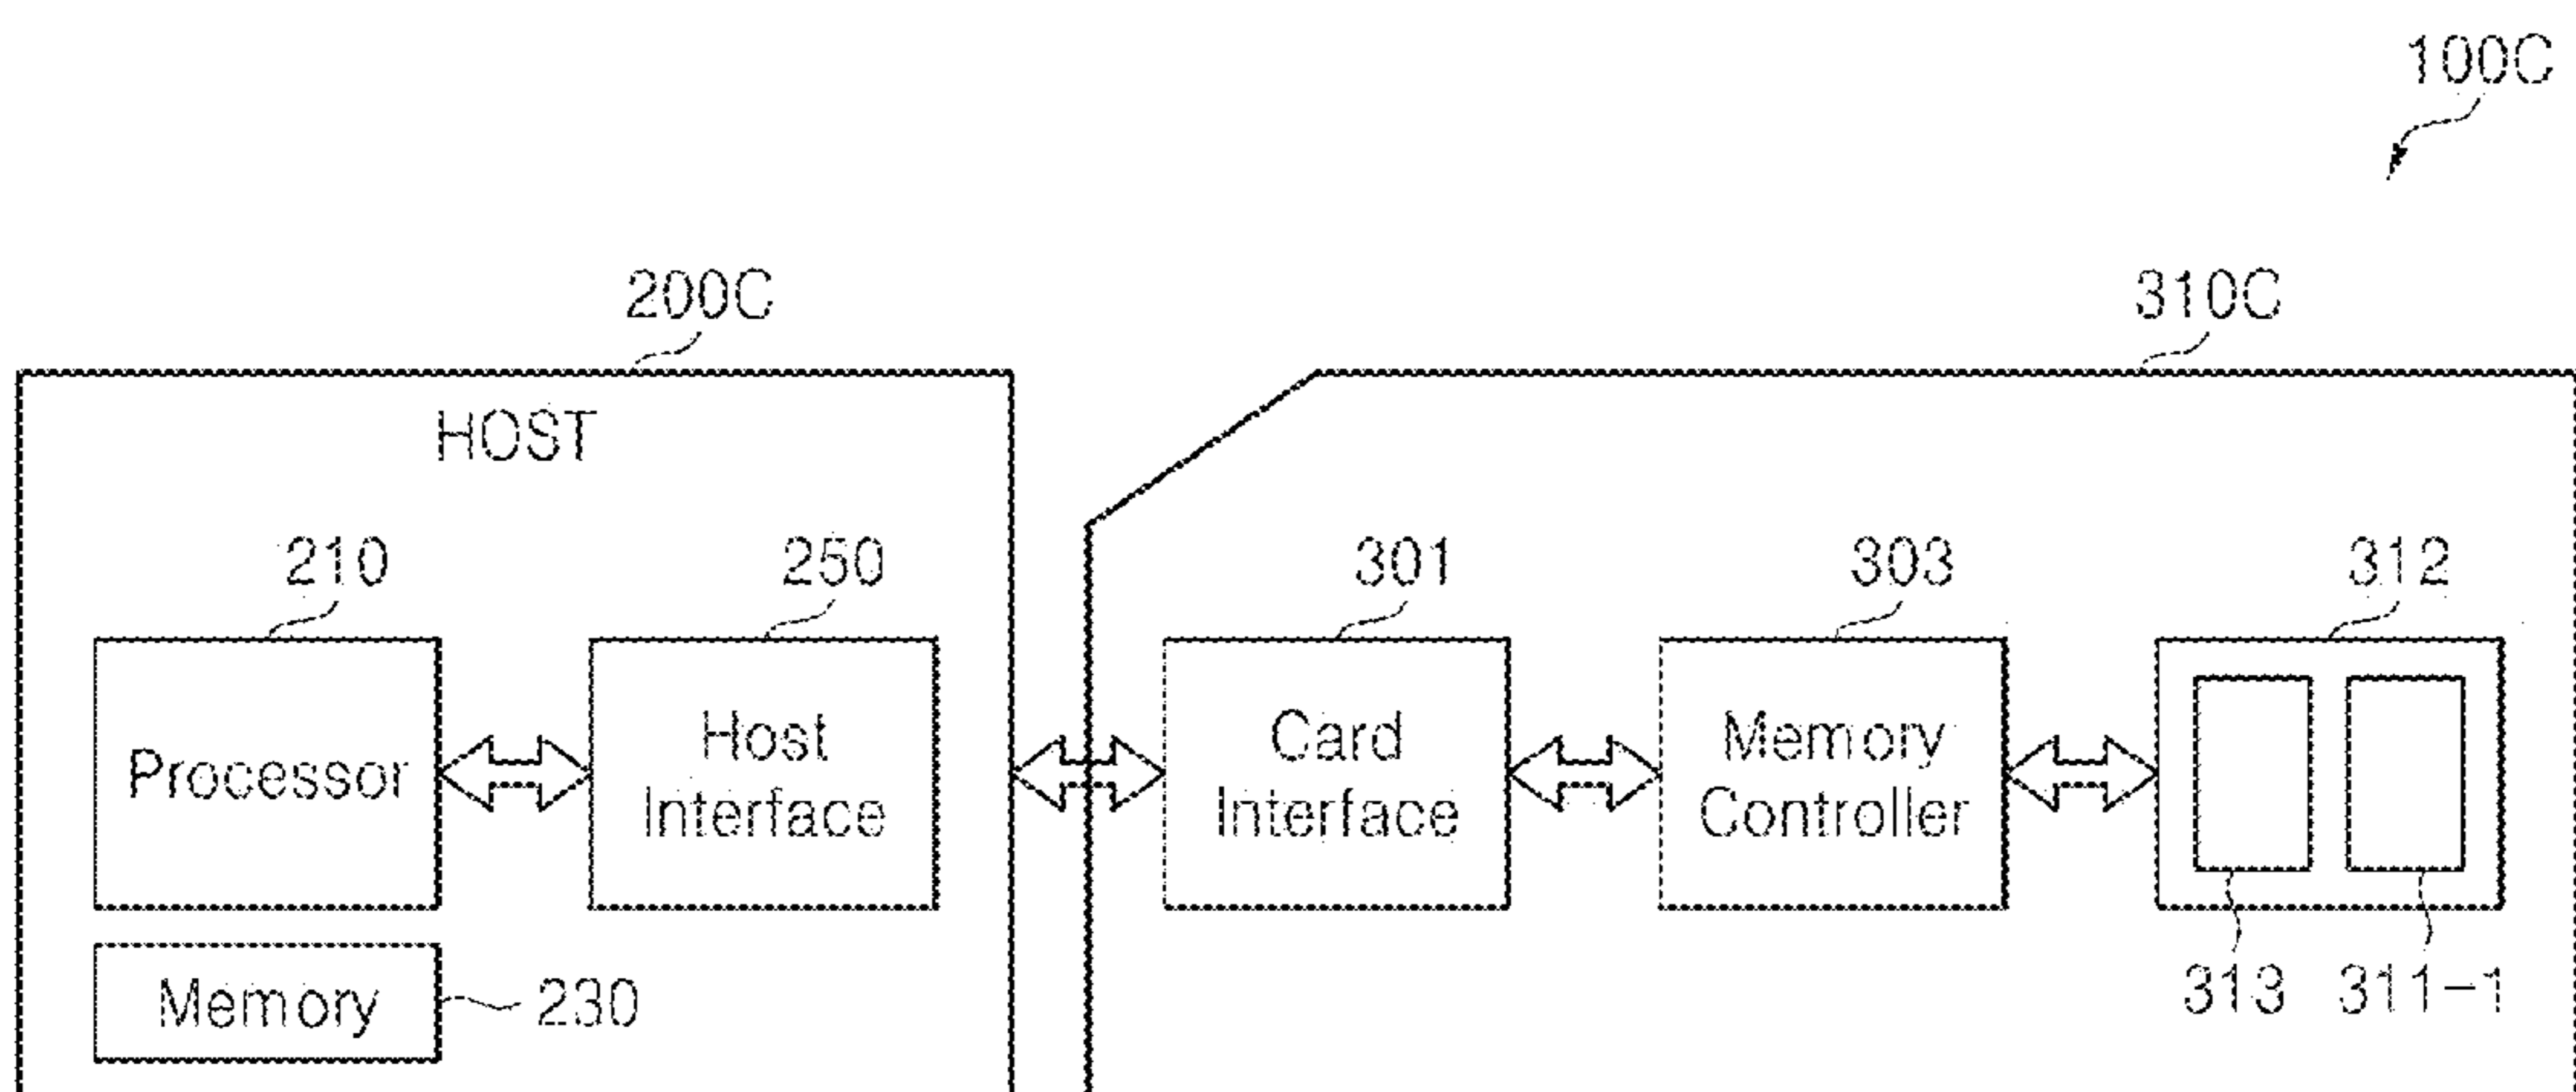 100C
200C
310C
HOST
210
250
301
303
312
Processor
Host
Interface
Card
Interface
Memory
Controller
313
311-1
Memory
230